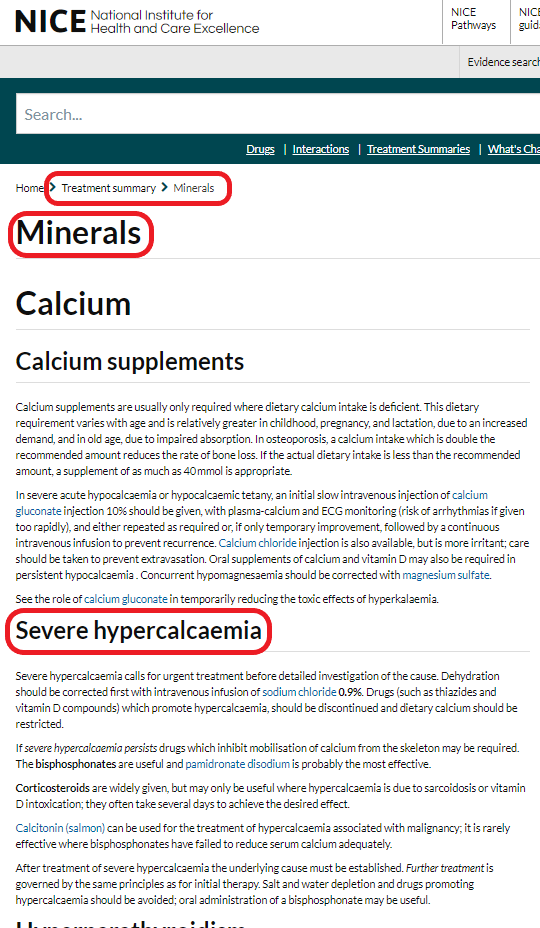 NICE National Institute for
Health and Care Excellence
NICE
Pathways
NICE
Evidence search
Search...
Drugs | Interactions | Treatment Summaries | What's Cha
Home > Treatment summary > Minerals
Minerals
Calcium
Calcium supplements
Calcium supplements are usually only required where dietary calcium intake is deficient. This dietary
requirement varies with age and is relatively greater in childhood, pregnancy, and lactation, due to an increased
demand, and in old age, due to impaired absorption. In osteoporosis, a calcium intake which is double the
recommended amount reduces the rate of bone loss. If the actual dietary intake is less than the recommended
amount, a supplement of as much as 40 mmol is appropriate.
In severe acute hypocalcaemia or hypocalcaemic tetany, an initial slow intravenous injection of calcium
gluconate injection 10% should be given, with plasma-calcium and ECG monitoring (risk of arrhythmias if given
too rapidly), and either repeated as required or, if only temporary improvement, followed by a continuous
intravenous infusion to prevent recurrence. Calcium chloride injection is also available, but is more irritant; care
should be taken to prevent extravasation. Oral supplements of calcium and vitamin D may also be required in
persistent hypocalcaemia . Concurrent hypomagnesaemia should be corrected with magnesium sulfate.
See the role of calcium gluconate in temporarily reducing the toxic effects of hyperkalaemia.
Severe hypercalcaemia
Severe hypercalcaemia calls for urgent treatment before detailed investigation of the cause. Dehydration
should be corrected first with intravenous infusion of sodium chloride 0.9%. Drugs (such as thiazides and
vitamin D compounds) which promote hypercalcaemia, should be discontinued and dietary calcium should be
restricted.
If severe hypercalcaemia persists drugs which inhibit mobilisation of calcium from the skeleton may be required.
The bisphosphonates are useful and pamidronate disodium is probably the most effective.
Corticosteroids are widely given, but may only be useful where hypercalcaemia is due to sarcoidosis or vitamin
D intoxication; they often take several days to achieve the desired effect.
Calcitonin (salmon) can be used for the treatment of hypercalcaemia associated with malignancy; it is rarely
effective where bisphosphonates have failed to reduce serum calcium adequately.
After treatment of severe hypercalcaemia the underlying cause must be established. Further treatment is
governed by the same principles as for initial therapy. Salt and water depletion and drugs promoting
hypercalcaemia should be avoided; oral administration of a bisphosphonate may be useful.